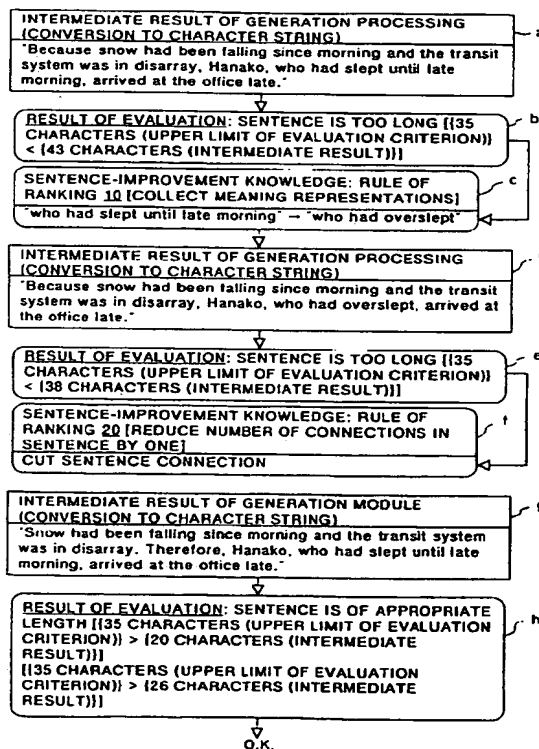 INTERMEDIATE RESULT OF GENERATION PROCESSING
(CONVERSION TO CHARACTER STRING)
a
"Because snow had been falling since morning and the transit
system was in disarray, Hanako, who had slept until late
morning, arrived at the office late."
RESULT OF EVALUATION: SENTENCE IS TOO LONG [{35
CHARACTERS (UPPER LIMIT OF EVALUATION CRITERION)}
< {43 CHARACTERS (INTERMEDIATE RESULT)}]
b
SENTENCE-IMPROVEMENT KNOWLEDGE: RULE OF
RANKING 10 [COLLECT MEANING REPRESENTATIONS]
c
"who had slept until late morning" → "who had overslept"
INTERMEDIATE RESULT OF GENERATION PROCESSING
(CONVERSION TO CHARACTER STRING)
"Because snow had been falling since morning and the transit
system was in disarray, Hanako, who had overslept, arrived at
the office late."
RESULT OF EVALUATION: SENTENCE IS TOO LONG [{35
CHARACTERS (UPPER LIMIT OF EVALUATION CRITERION)}
< {38 CHARACTERS (INTERMEDIATE RESULT)}]
e
SENTENCE-IMPROVEMENT KNOWLEDGE: RULE OF
RANKING 20 [REDUCE NUMBER OF CONNECTIONS IN
SENTENCE BY ONE]
f
CUT SENTENCE CONNECTION
INTERMEDIATE RESULT OF GENERATION MODULE
(CONVERSION TO CHARACTER STRING)
g
"Snow had been falling since morning and the transit system
was in disarray. Therefore, Hanako, who had slept until late
morning, arrived at the office late."
RESULT OF EVALUATION: SENTENCE IS OF APPROPRIATE
LENGTH [{35 CHARACTERS (UPPER LIMIT OF EVALUATION
CRITERION)} > {20 CHARACTERS (INTERMEDIATE
RESULT)}]
[{35 CHARACTERS (UPPER LIMIT OF EVALUATION
CRITERION)} > {26 CHARACTERS (INTERMEDIATE
RESULT)}]
h
O.K.